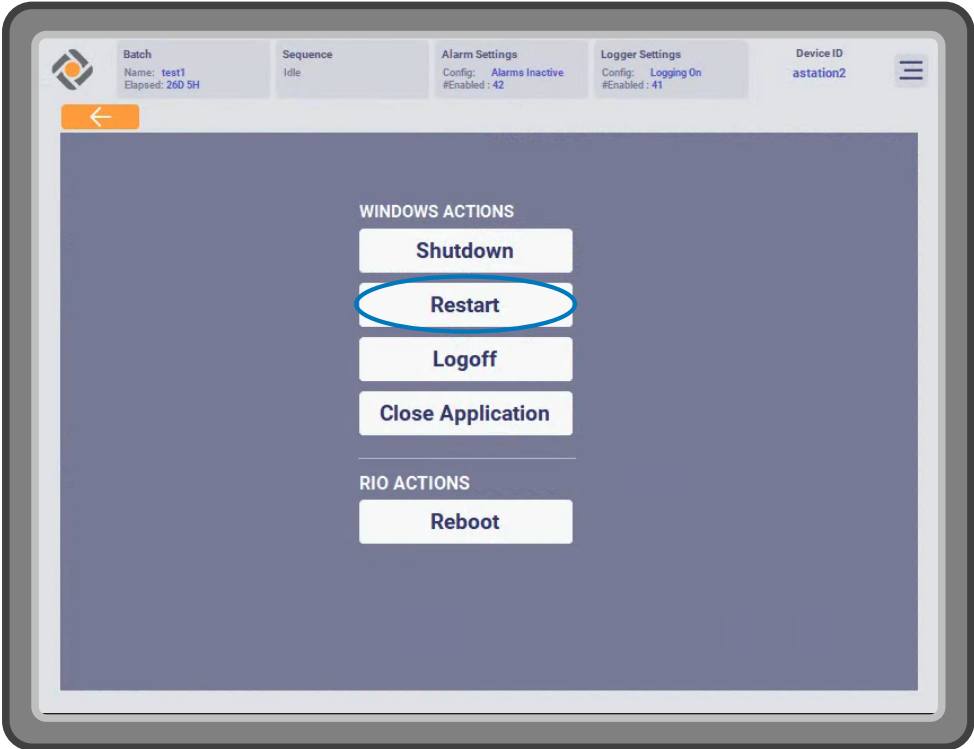 Batch
Name: test1
Elapsed: 26D 5H
Sequence
Idle
Alarm Settings
Config: Alarms Inactive
#Enabled : 42
Logger Settings
Config: Logging On
#Enabled : 41
Device ID
astation2
WINDOWS ACTIONS
Shutdown
Restart
Logoff
Close Application
RIO ACTIONS
Reboot